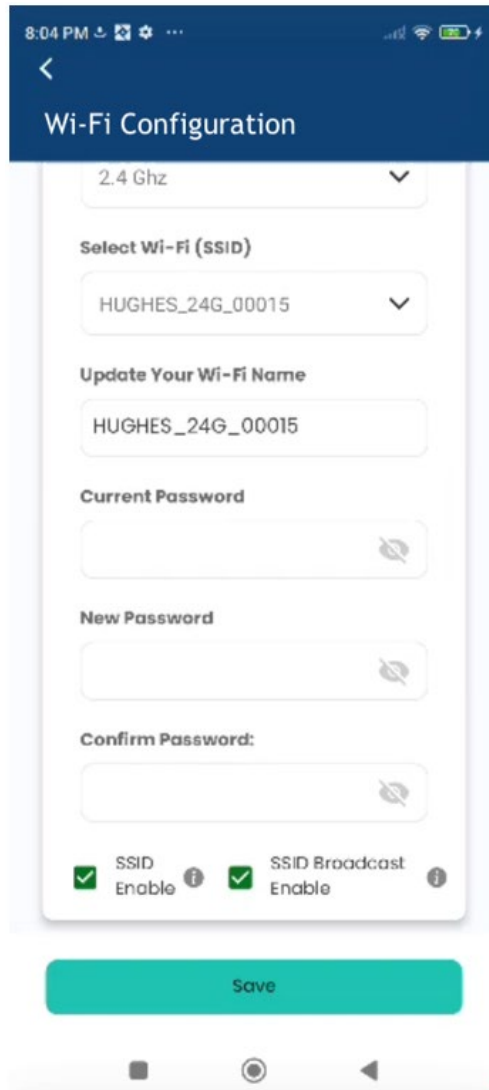 8:04 PM
Wi-Fi Configuration
2.4 Ghz
Select Wi-Fi (SSID)
HUGHES_24G_00015
Update Your Wi-Fi Name
HUGHES_24G_00015
Current Password
New Password
Confirm Password:
SSID
Enable
SSID Broadcast
Enable
Save